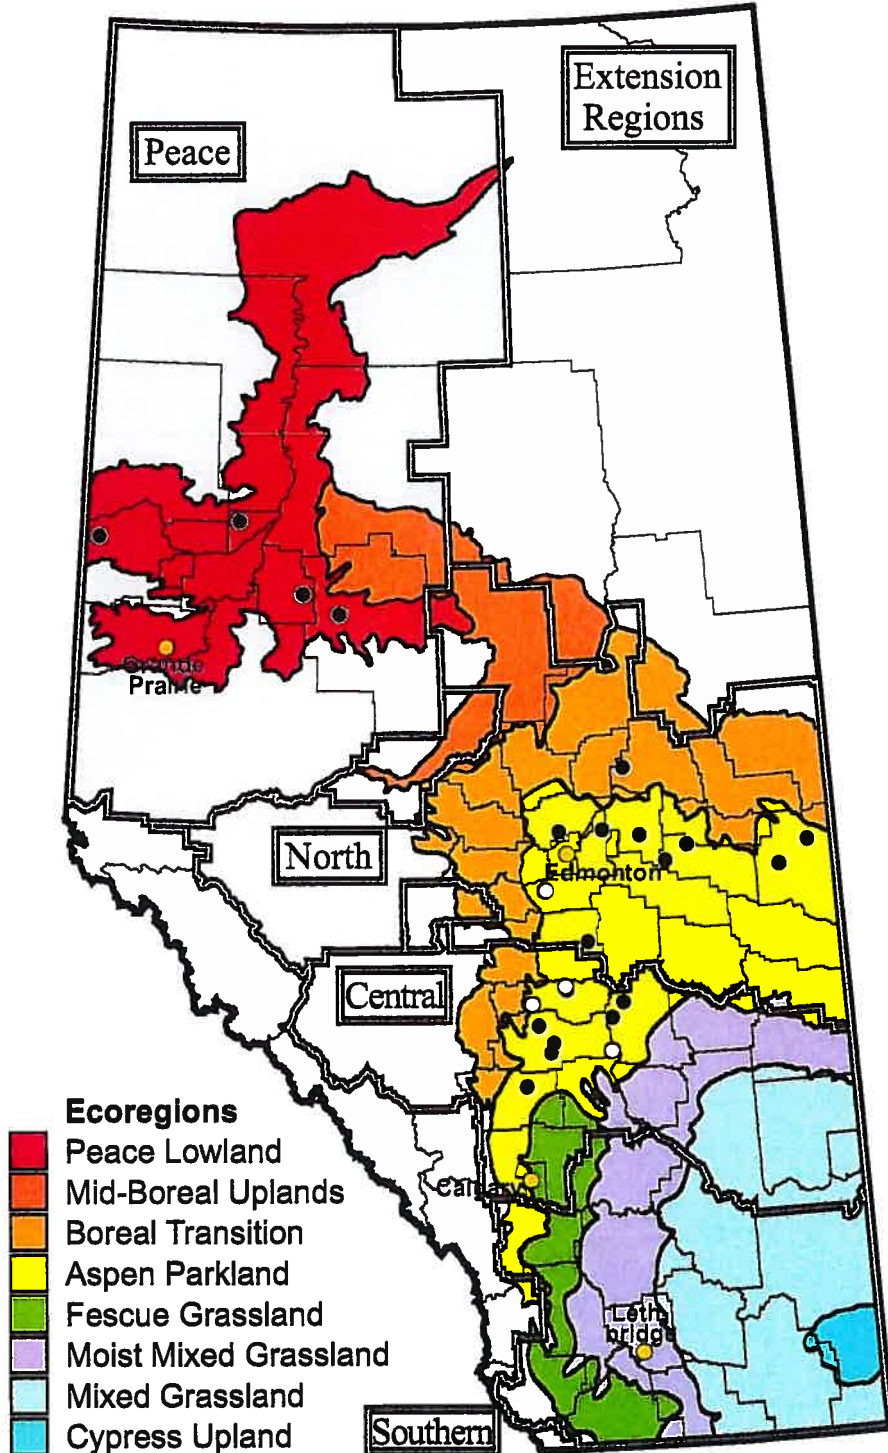 Extension
Regions
Peace
Grande
Prairie
North
Edmonton
Central
Calgary
Ecoregions
Peace Lowland
Mid-Boreal Uplands
Boreal Transition
Aspen Parkland
Fescue Grassland
Moist Mixed Grassland
Mixed Grassland
Cypress Upland
Leth
bridge
Southern